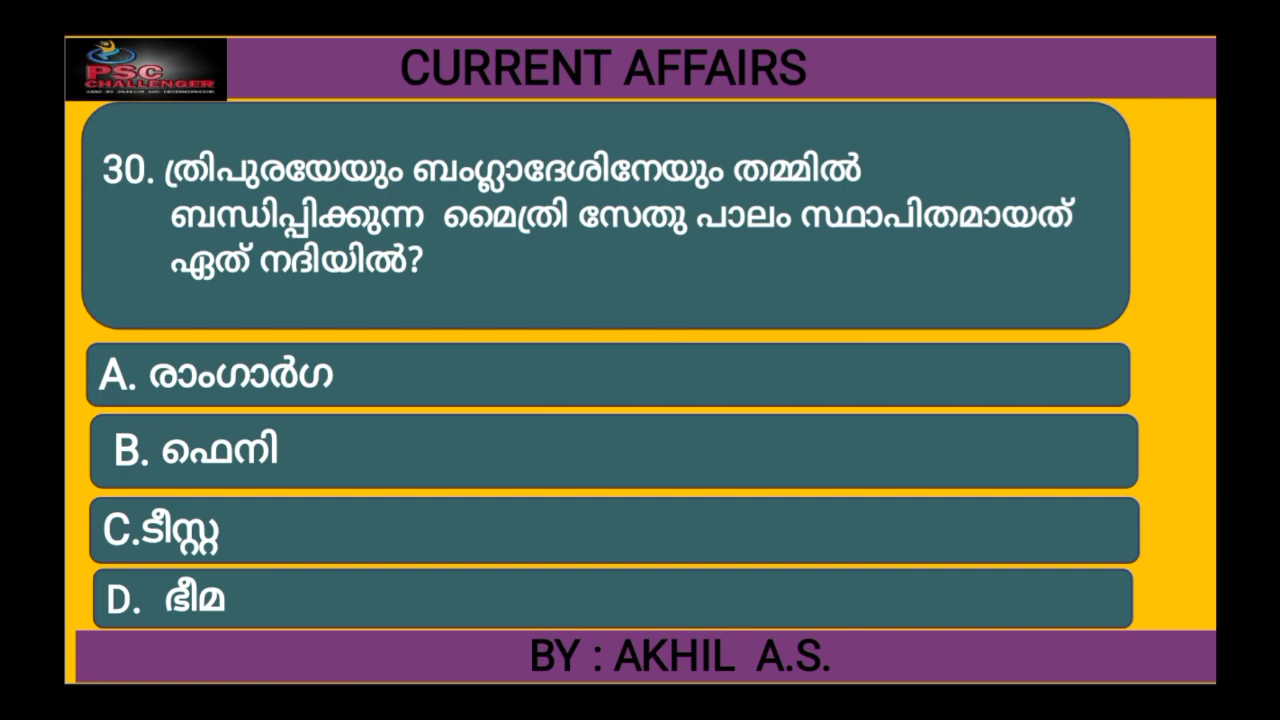 PSC
CHALLENGER
CURRENT AFFAIRS
30. ത്രിപുരയേയും ബംഗ്ലാദേശിനേയും തമ്മിൽ
ബന്ധിപ്പിക്കുന്ന മൈത്രി സേതു പാലം സ്ഥാപിതമായത്
ഏത് നദിയിൽ?
A. രാംഗാർഗ
B. ഫെനി
C.ടീസ്റ്റ
D. ഭീമ
BY : AKHIL A.S.